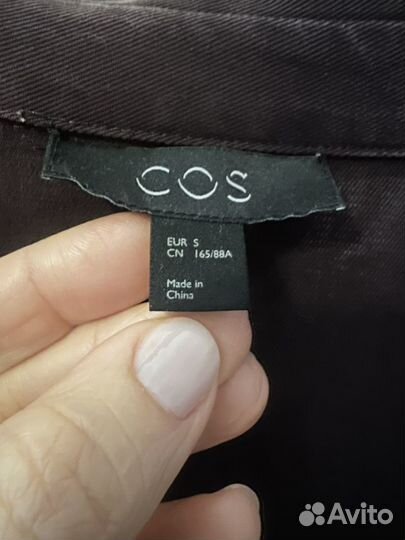 COS
EUR S
CN 165/88A
Made in
China
Avito